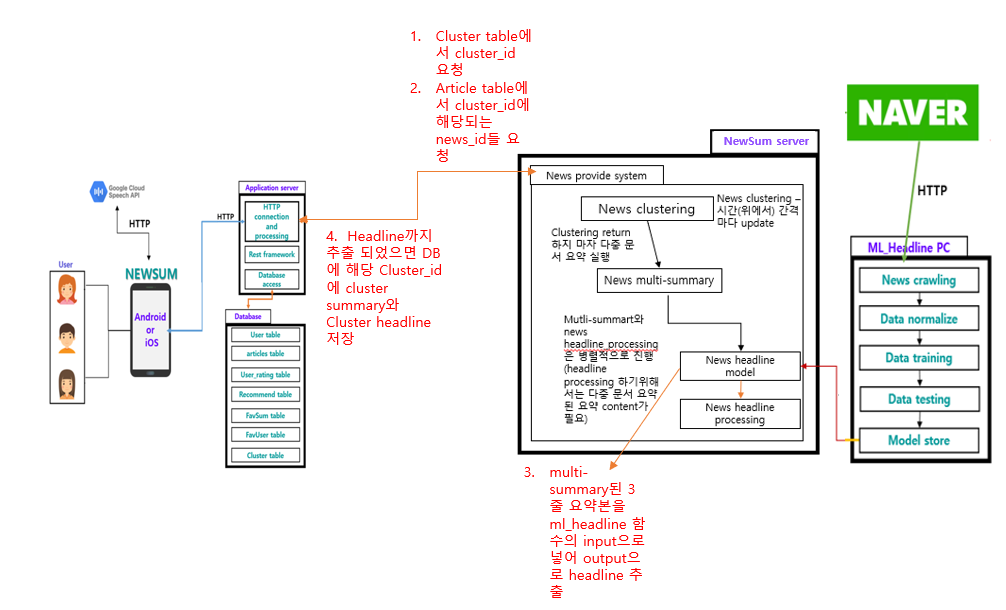 1. Cluster table에
서 cluster_id
요청
2. Article table에
서 cluster_id에
해당되는
news_id들 요
청
NAVER
HTTP
NewSum server
News provide system
News clustering
News clustering –
시간(위에서) 간격
마다 update
Clustering return
하지 마자 다중 문
서 요약 실행
News multi-summary
Mutli-summart와
news
headline_processing
은 병렬적으로 진행
(headline
processing 하기위해
서는 다중 문서 요약
된 요약 content가
필요)
News headline
model
News headline
processing
ML_Headline PC
News crawling
Data normalize
Data training
Data testing
Model store
Google Cloud
Speech API
HTTP
NEWSUM
User
Android
or
iOS
HTTP
Application server
HTTP
connection
and
processing
Rest framework
Database
access
Database
User table
articles table
User_rating table
Recommend table
FavSum table
FavUser table
Cluster table
4. Headline까지
추출 되었으면 DB
에 해당 Cluster_id
에 cluster
summary와
Cluster headline
저장
3. multi-
summary된 3
줄 요약본을
ml_headline 함
수의 input으로
넣어 output으
로 headline 추
출